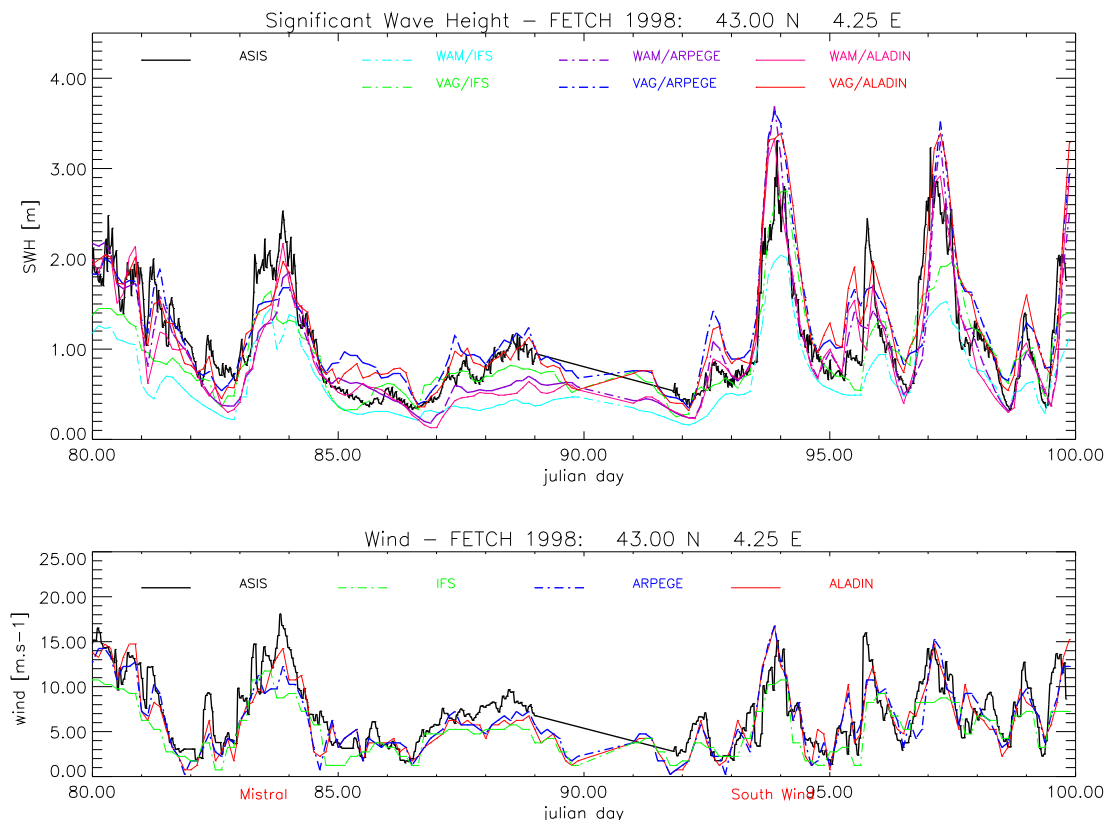 Significant Wave Height - FETCH 1998: 43.00 N 4.25 E
ASIS WAM/IFS WAM/ARPEGE WAM/ALADIN
VAG/IFS VAG/ARPEGE VAG/ALADIN
4.00
3.00
2.00
1.00
0.00
SWH [m]
80.00 85.00 90.00 95.00 100.00
julian day
Wind - FETCH 1998: 43.00 N 4.25 E
25.00
ASIS IFS ARPEGE ALADIN
20.00
15.00
10.00
5.00
0.00
wind [m.s-1]
80.00 85.00 90.00 95.00 100.00
Mistral South Wind
julian day